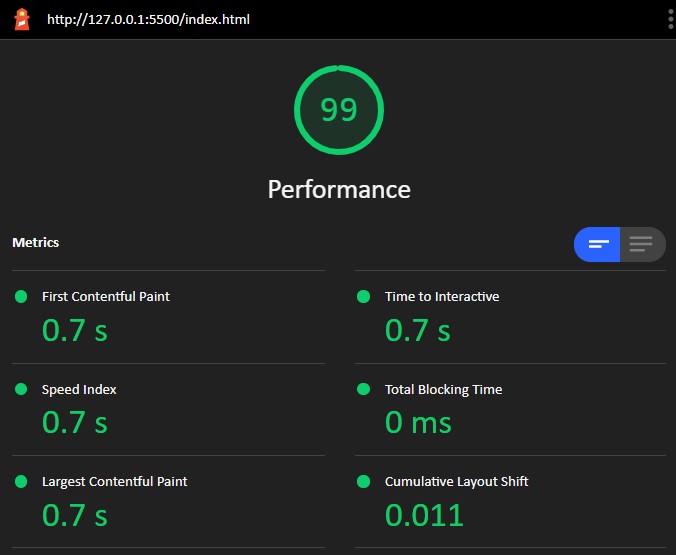 http://127.0.0.1:5500/index.html
99
Performance
Metrics
First Contentful Paint
0.7 s
Time to Interactive
0.7 s
Speed Index
0.7 s
Total Blocking Time
0 ms
Largest Contentful Paint
0.7 s
Cumulative Layout Shift
0.011